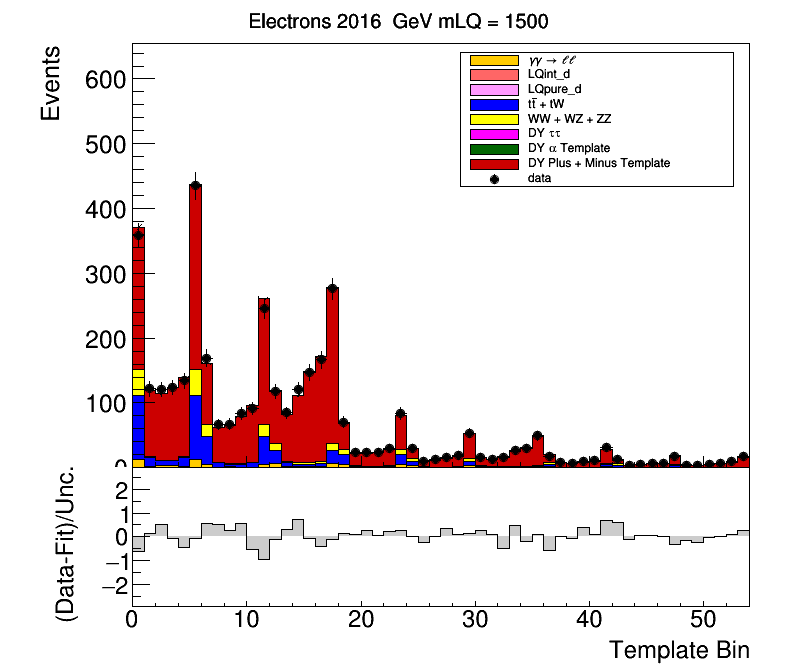 Electrons 2016 GeV mLQ = 1500
Events
600
500
400
300
200
100
0
γγ → ℓℓ
LQint_d
LQpure_d
tt̅ + tW
WW + WZ + ZZ
DY ττ
DY α Template
DY Plus + Minus Template
data
(Data-Fit)/Unc.
2
1
0
−1
−2
0 10 20 30 40 50
Template Bin